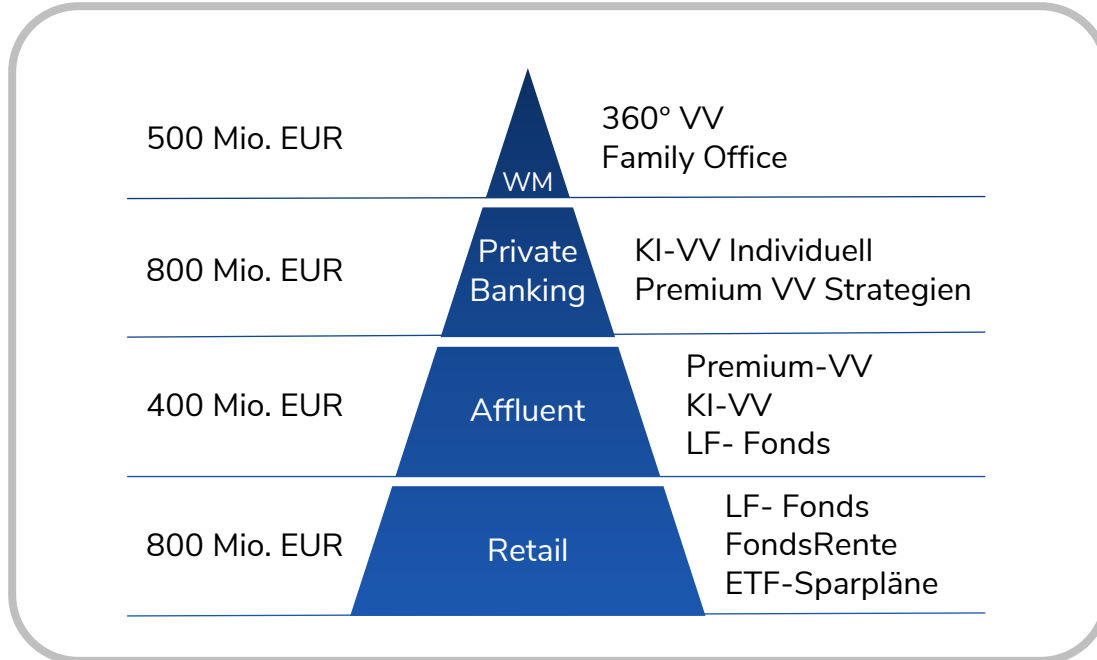 500 Mio. EUR
WM
360° VV
Family Office
800 Mio. EUR
Private
Banking
KI-VV Individuell
Premium VV Strategien
400 Mio. EUR
Affluent
Premium-VV
KI-VV
LF- Fonds
800 Mio. EUR
Retail
LF- Fonds
FondsRente
ETF-Sparpläne